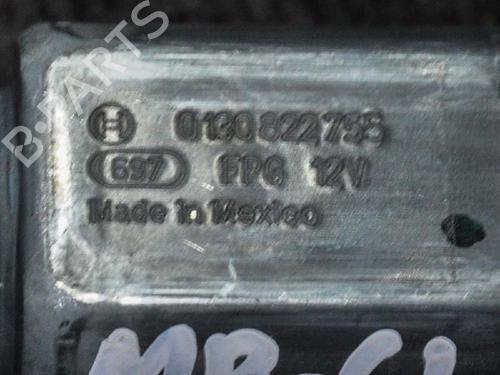 0130822755
697 FPG 12V
Made in Mexico
B-PARTS